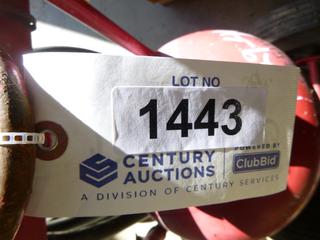 LOT NO
1443
CENTURY AUCTIONS
POWERED BY
ClubBid
A DIVISION OF CENTURY SERVICES